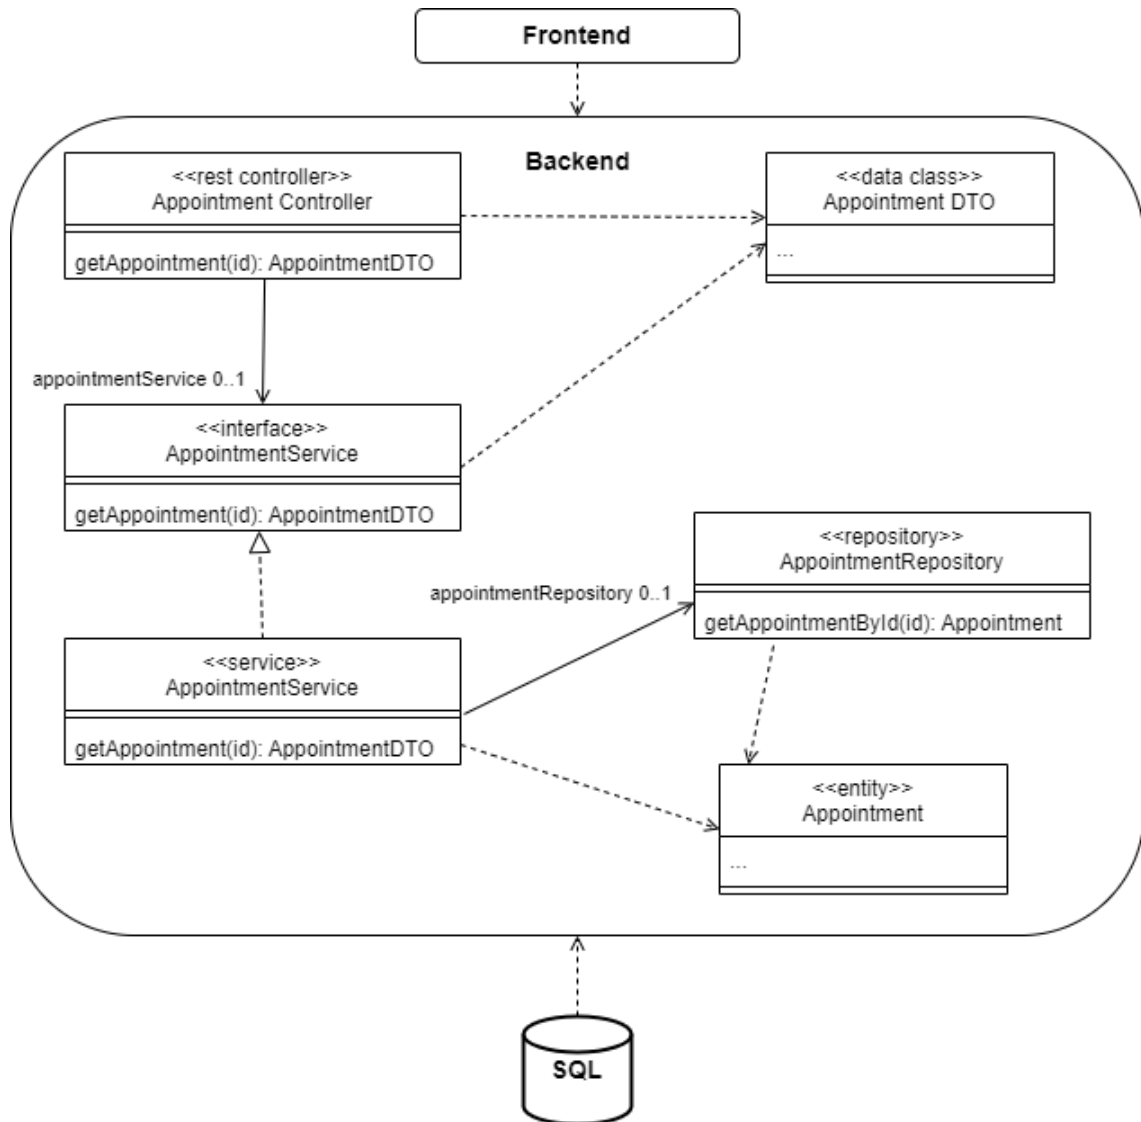 Frontend
Backend
<<rest controller>>
Appointment Controller
getAppointment(id): AppointmentDTO
<<data class>>
Appointment DTO
...
appointmentService 0..1
<<interface>>
AppointmentService
getAppointment(id): AppointmentDTO
<<repository>>
AppointmentRepository
getAppointmentById(id): Appointment
appointmentRepository 0..1
<<service>>
AppointmentService
getAppointment(id): AppointmentDTO
<<entity>>
Appointment
...
SQL